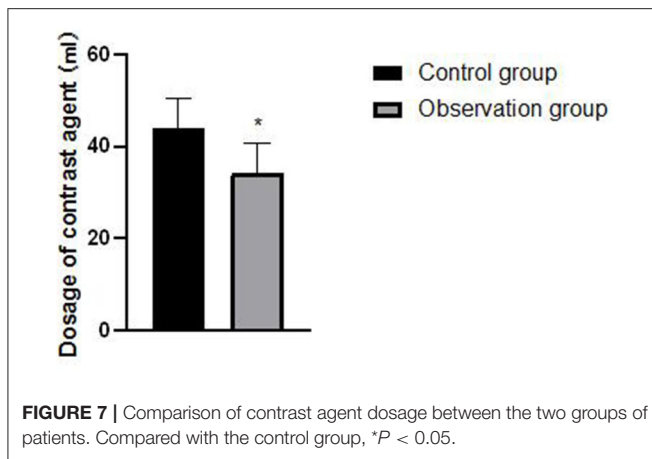 Dosage of contrast agent (ml)
60
40
20
0
*
Control group
Observation group
FIGURE 7 | Comparison of contrast agent dosage between the two groups of
patients. Compared with the control group, *P < 0.05.